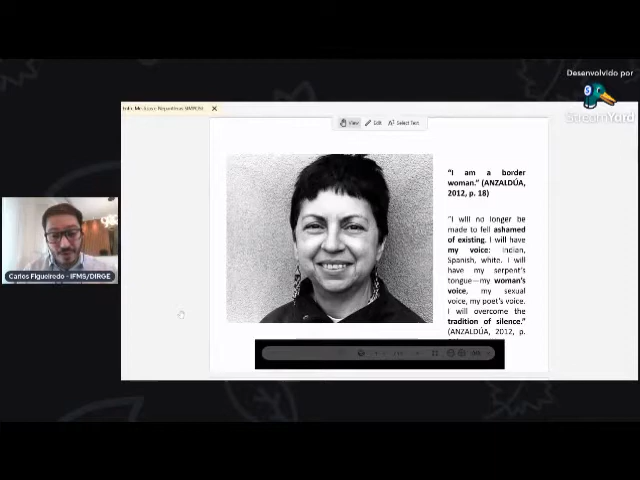 Desenvolvido por
StreamYard
View
Edit
Select Text
“I am a border
woman.” (ANZALDÚA,
2012, p. 18)
“I will no longer be
made to fell ashamed
of existing. I will have
my voice: Indian,
Spanish, white. I will
have my serpent's
tongue—my woman's
voice, my sexual
voice, my poet's voice.
I will overcome the
tradition of silence.”
(ANZALDÚA, 2012, p.
Carlos Figueiredo - IFMS/DIRGE